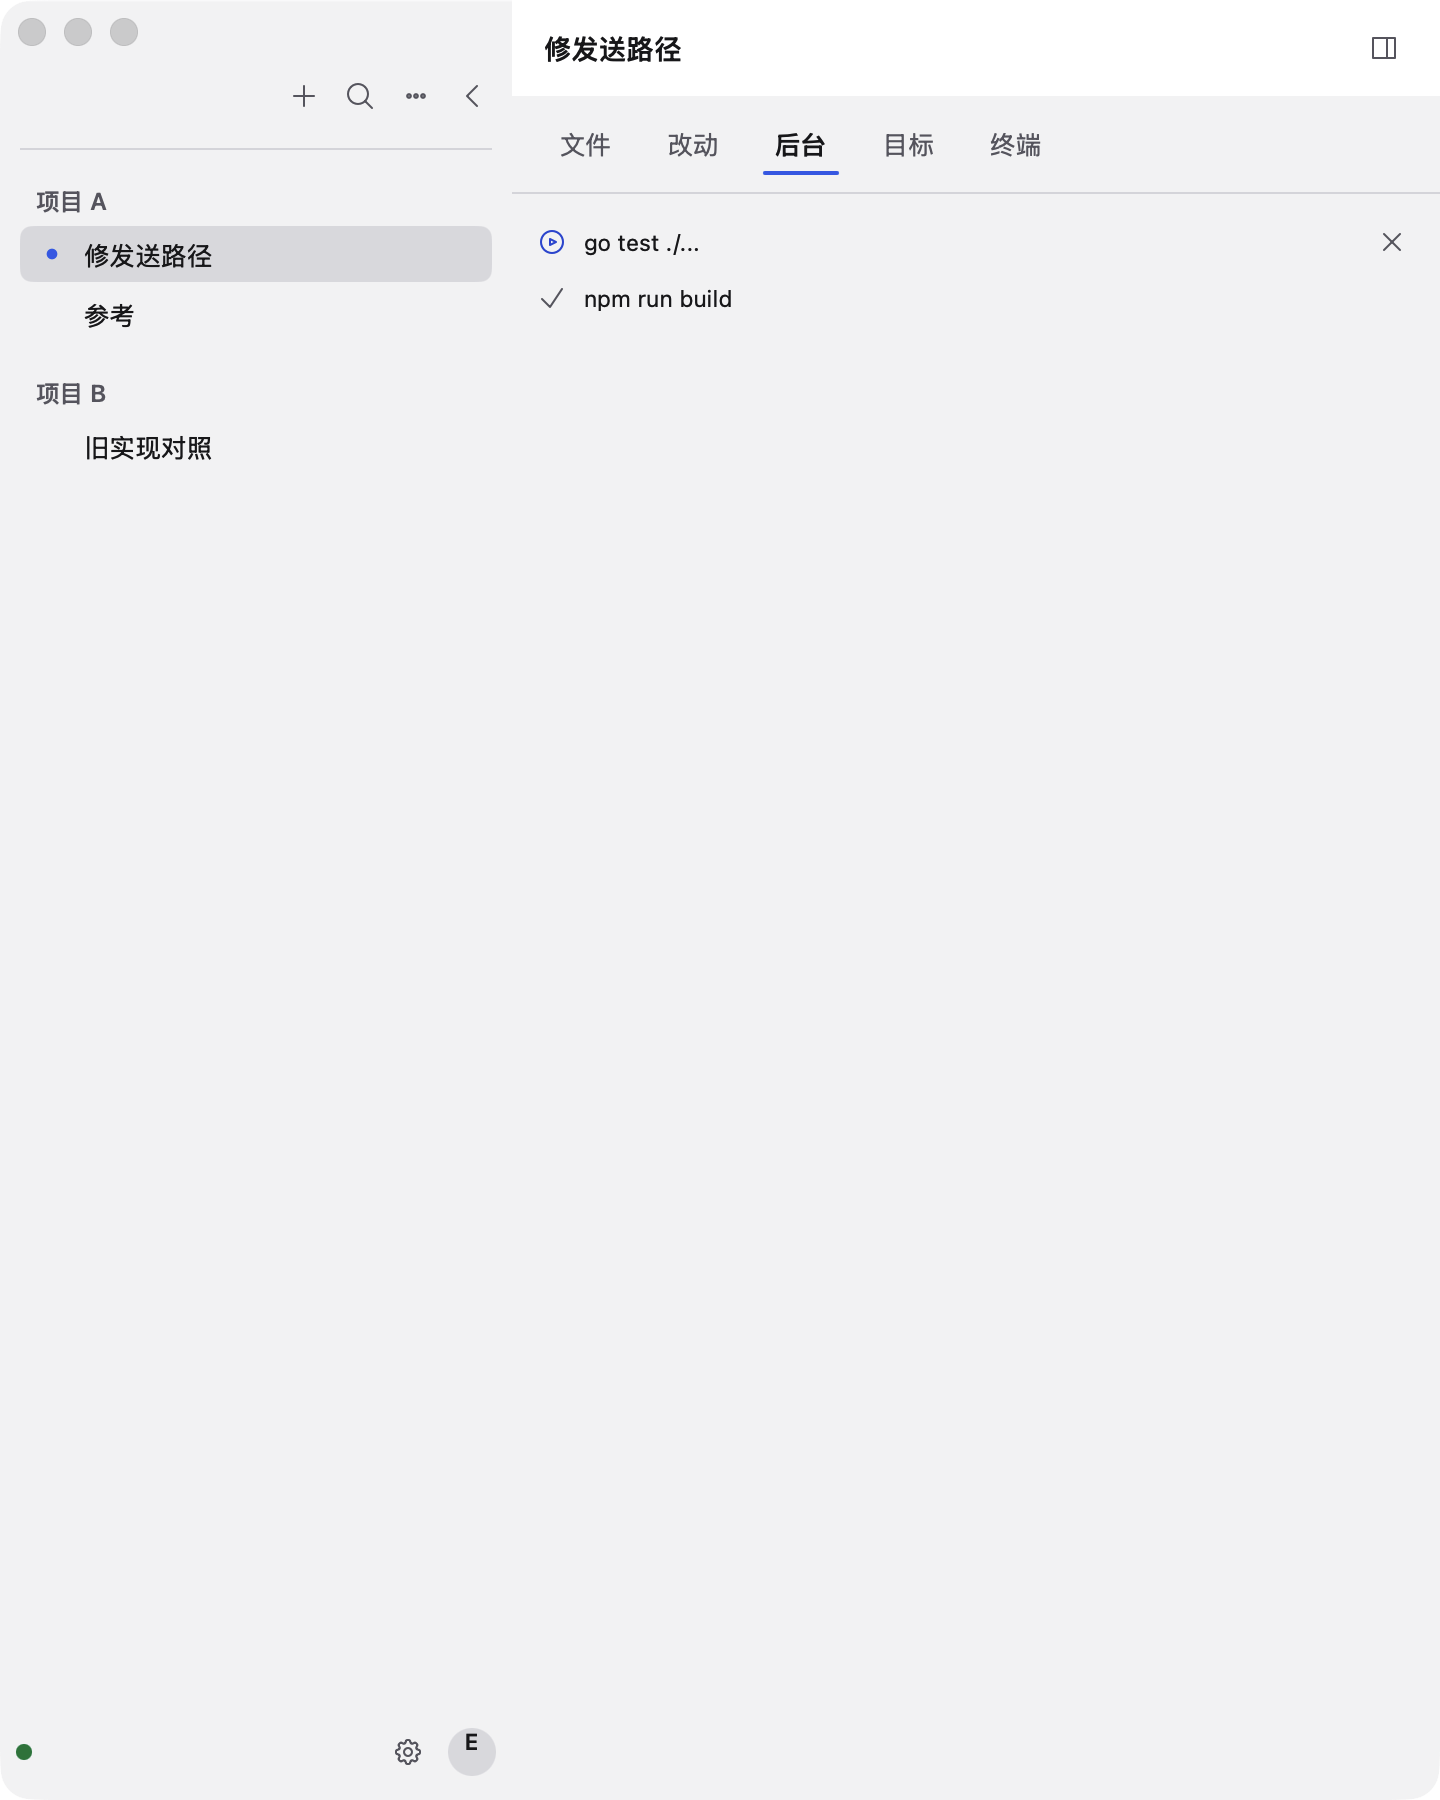 修发送路径
项目 A
修发送路径
参考
项目 B
旧实现对照
文件 改动 后台 目标 终端
go test ./...
npm run build
E